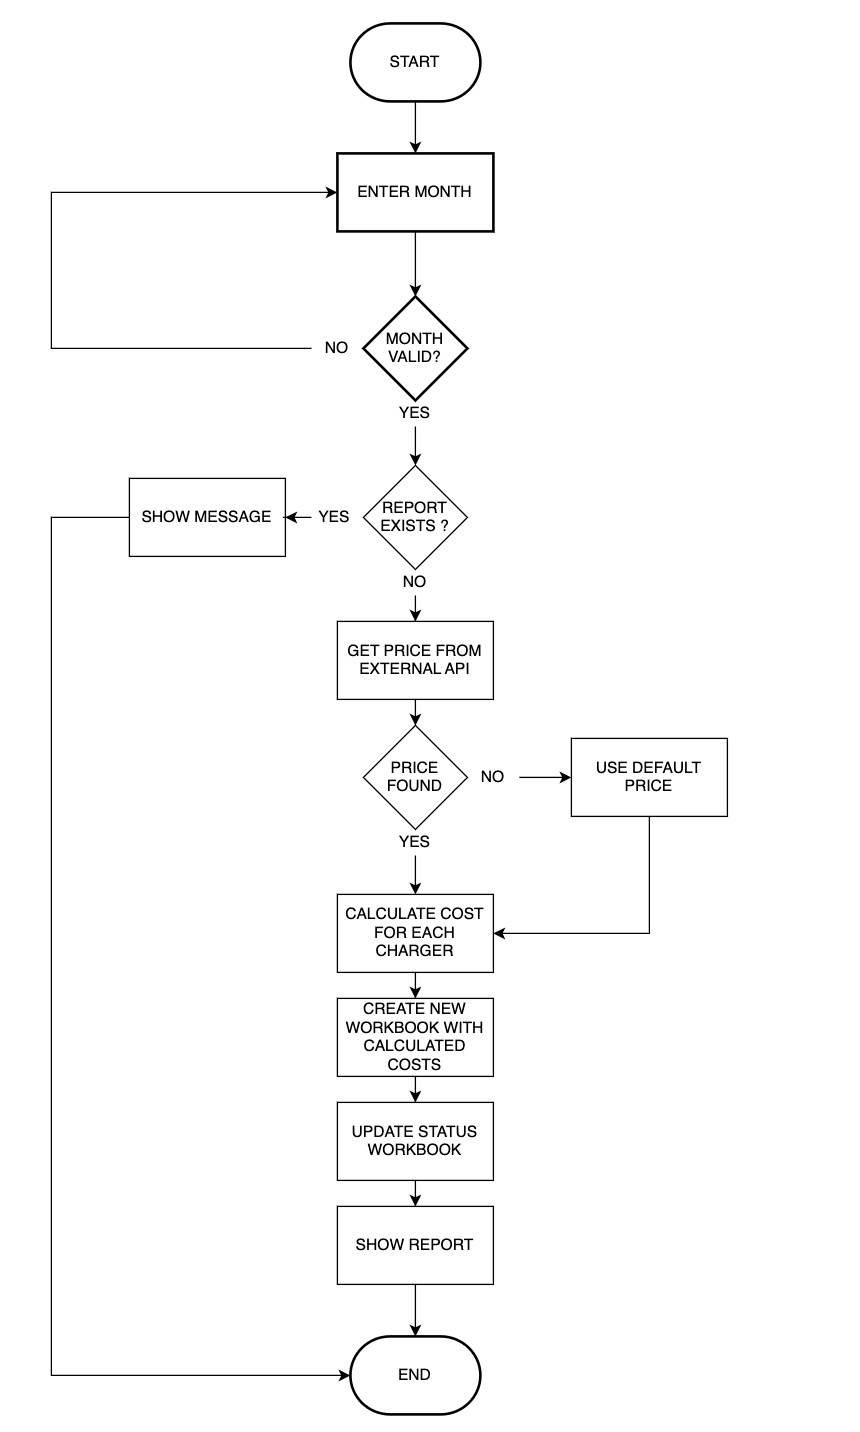 START
ENTER MONTH
MONTH
VALID?
NO
YES
REPORT
EXISTS ?
YES
SHOW MESSAGE
NO
GET PRICE FROM
EXTERNAL API
PRICE
FOUND
NO
USE DEFAULT
PRICE
YES
CALCULATE COST
FOR EACH
CHARGER
CREATE NEW
WORKBOOK WITH
CALCULATED
COSTS
UPDATE STATUS
WORKBOOK
SHOW REPORT
END